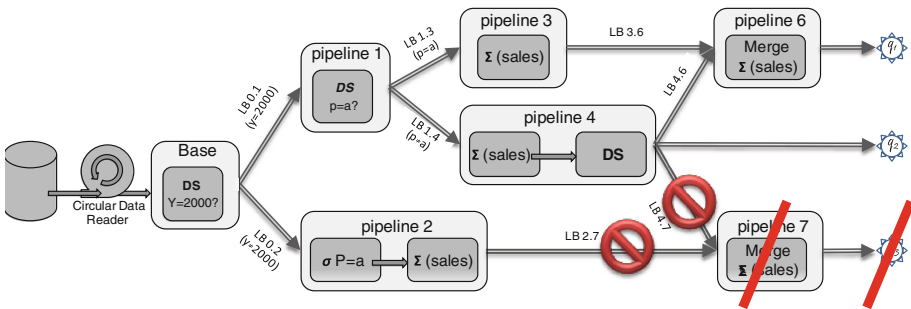 pipeline 1
DS
p=a?
pipeline 3
Σ (sales)
pipeline 6
Merge
Σ (sales)
LB 1.3
(p=a)
LB 3.6
q₁
LB 0.1
(y=2000)
LB 1.4
(p=a)
LB 4.6
pipeline 4
Σ (sales)
DS
q₂
Base
DS
Y=2000?
Circular Data
Reader
LB 0.2
(y=2000)
pipeline 2
σ P=a
Σ (sales)
LB 2.7
LB 4.7
pipeline 7
Merge
Σ (sales)